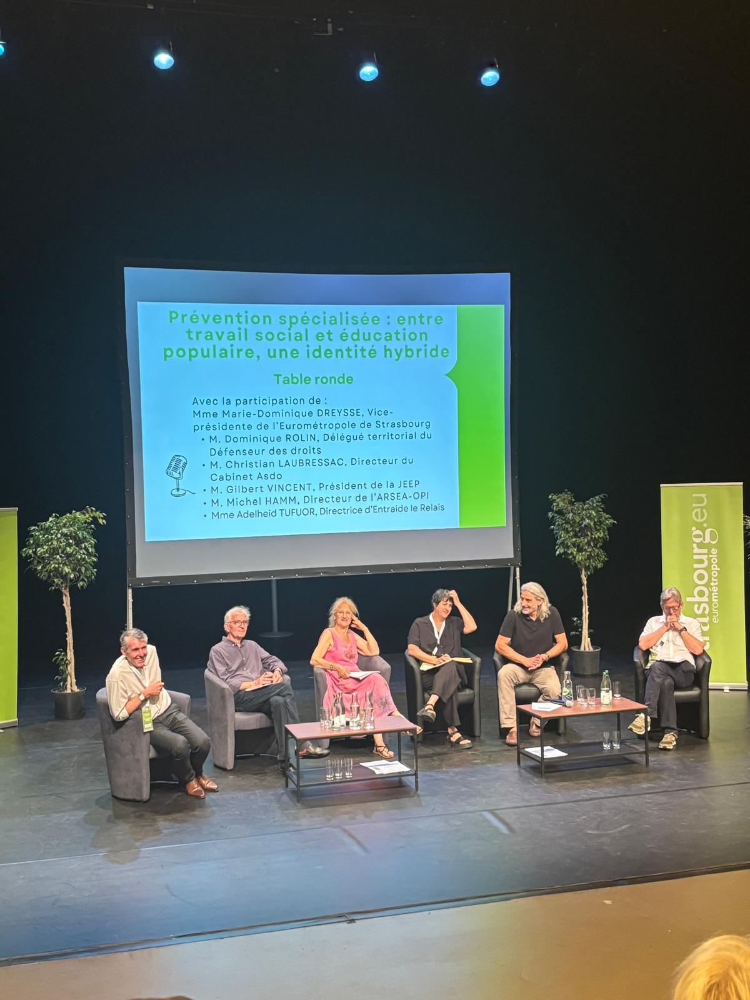 Prévention spécialisée : entre
travail social et éducation
populaire, une identité hybride
Table ronde
Avec la participation de :
Mme Marie-Dominique DREYSSE, Vice-
présidente de l'Eurométropole de Strasbourg
• M. Dominique ROLIN, Délégué territorial du
Défenseur des droits
• M. Christian LAUBRESSAC, Directeur du
Cabinet Asdo
• M. Gilbert VINCENT, Président de la JEEP
• M. Michel HAMM, Directeur de l'ARSEA-OPI
• Mme Adelheid TUFUOR, Directrice d'Entraide le Relais
asbourg.eu
eurométropole